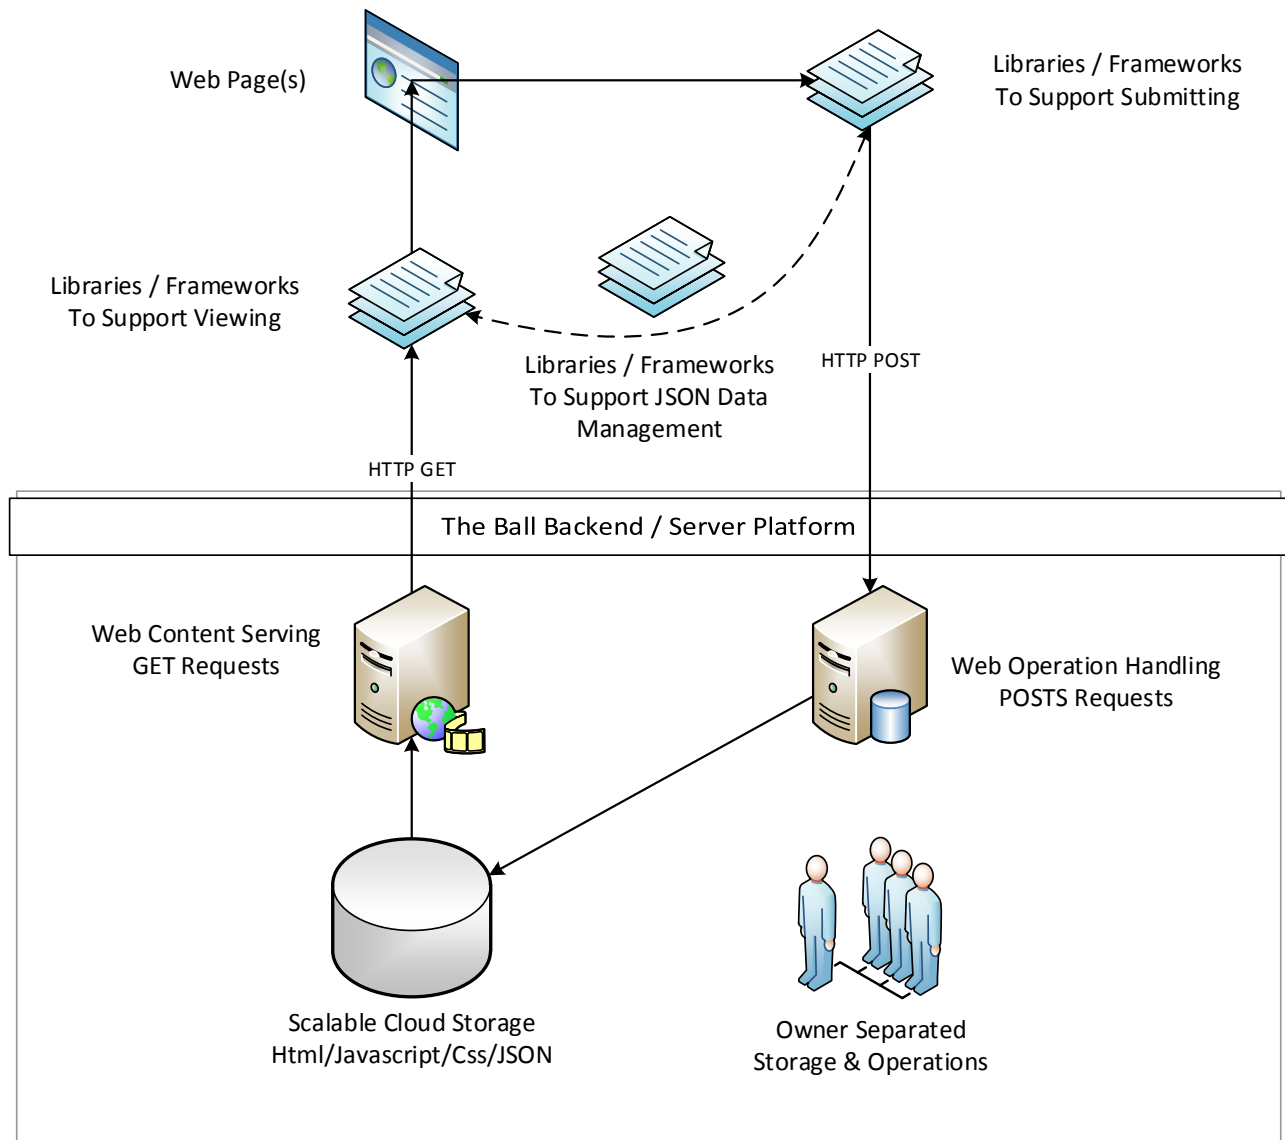 Web Page(s)
Libraries / Frameworks
To Support Submitting
Libraries / Frameworks
To Support Viewing
Libraries / Frameworks
To Support JSON Data
Management
HTTP POST
HTTP GET
The Ball Backend / Server Platform
Web Content Serving
GET Requests
Web Operation Handling
POSTS Requests
Scalable Cloud Storage
Html/Javascript/Css/JSON
Owner Separated
Storage & Operations